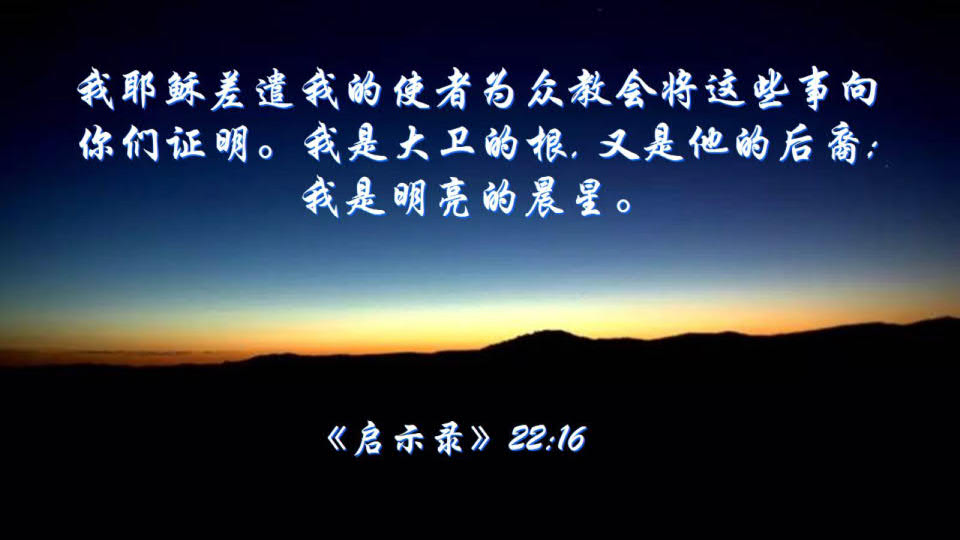 我耶稣差遣我的使者为众教会将这些事向
你们证明。我是大卫的根, 又是他的后裔;
我是明亮的晨星。
《启示录》22:16